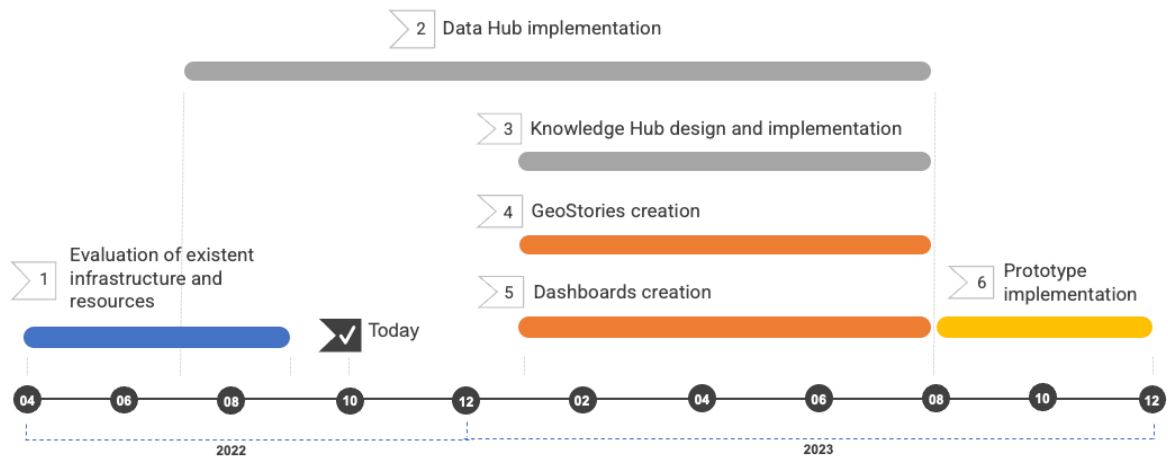 2 Data Hub implementation
3 Knowledge Hub design and implementation
4 GeoStories creation
1 Evaluation of existent
infrastructure and
resources
5 Dashboards creation
6 Prototype
implementation
Today
04 06 08 10 12 02 04 06 08 10 12
2022 2023